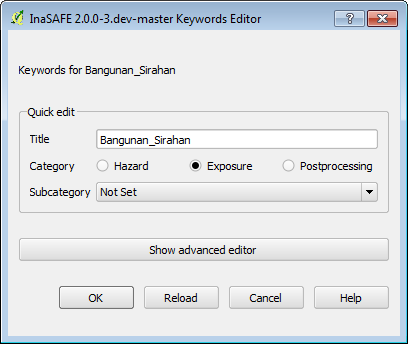 InaSAFE 2.0.0-3.dev-master Keywords Editor
?
Keywords for Bangunan_Sirahan
Quick edit
Title Bangunan_Sirahan
Category Hazard Exposure Postprocessing
Subcategory Not Set
Show advanced editor
OK Reload Cancel Help